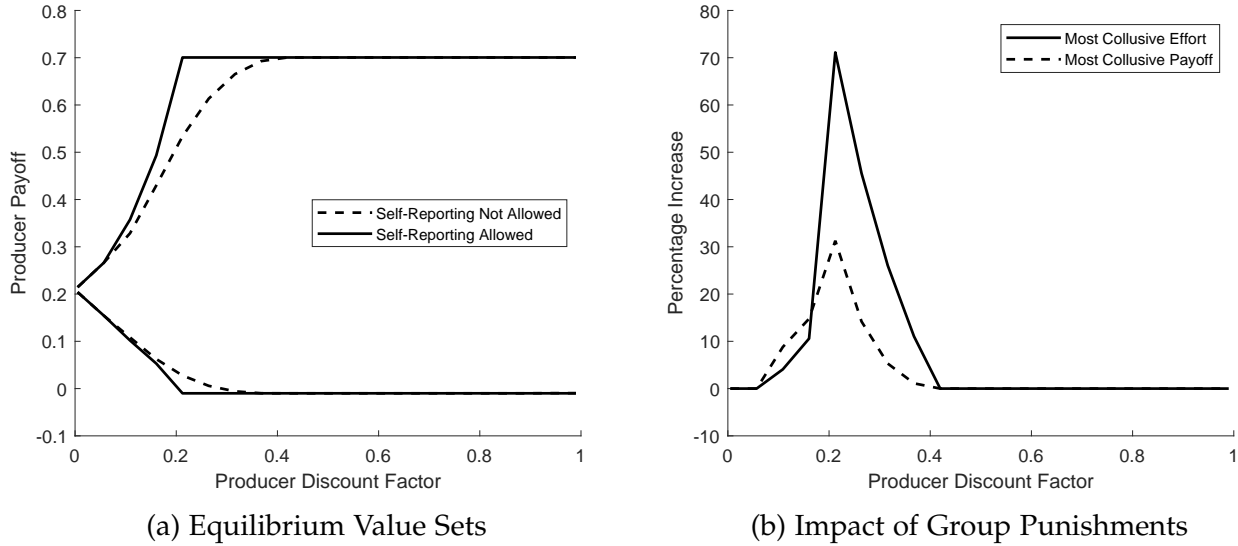 0.8
0.7
0.6
0.5
0.4
0.3
0.2
0.1
0
-0.1
Producer Payoff
Self-Reporting Not Allowed
Self-Reporting Allowed
0 0.2 0.4 0.6 0.8 1
Producer Discount Factor
(a) Equilibrium Value Sets
80
70
60
50
40
30
20
10
0
-10
Percentage Increase
Most Collusive Effort
Most Collusive Payoff
0 0.2 0.4 0.6 0.8 1
Producer Discount Factor
(b) Impact of Group Punishments